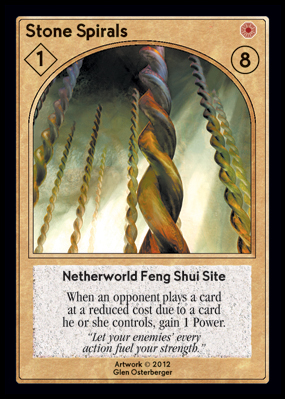 Stone Spirals
1
8
Netherworld Feng Shui Site
When an opponent plays a card
at a reduced cost due to a card
he or she controls, gain 1 Power.
“Let your enemies’ every
action fuel your strength.”
Artwork © 2012
Glen Osterberger